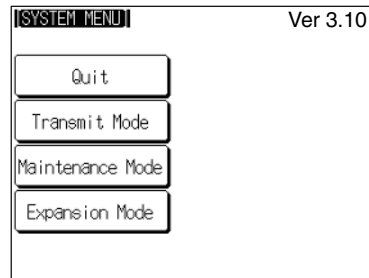 [SYSTEM MENU] Ver 3.10
Quit
Transmit Mode
Maintenance Mode
Expansion Mode